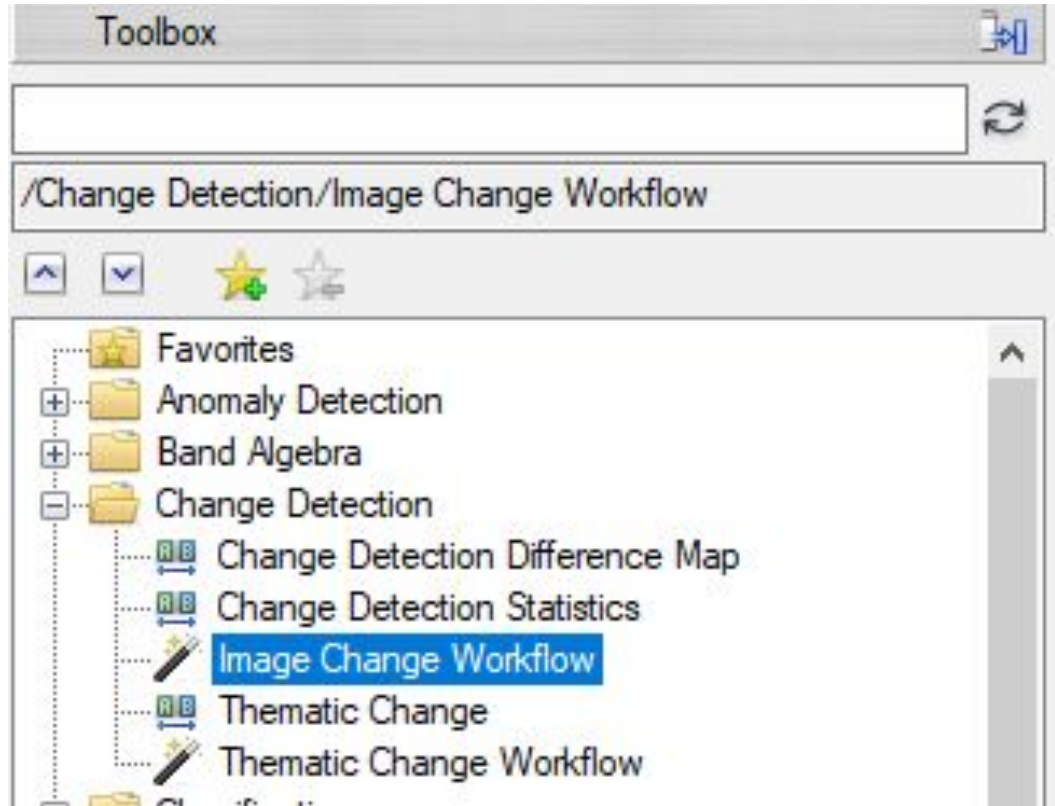 Toolbox
/Change Detection/Image Change Workflow
Favorites
Anomaly Detection
Band Algebra
Change Detection
A B Change Detection Difference Map
A B Change Detection Statistics
Image Change Workflow
A B Thematic Change
Thematic Change Workflow